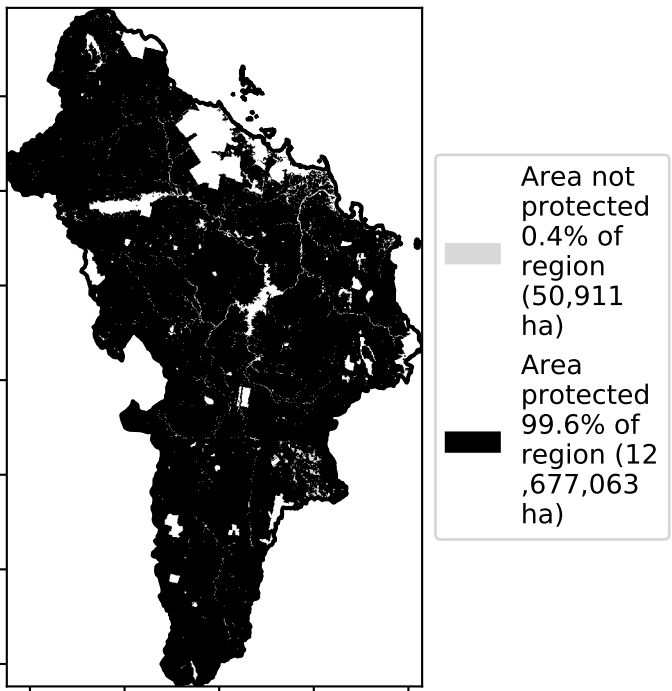 Area not
protected
0.4% of
region
(50,911
ha)
Area
protected
99.6% of
region (12
,677,063
ha)